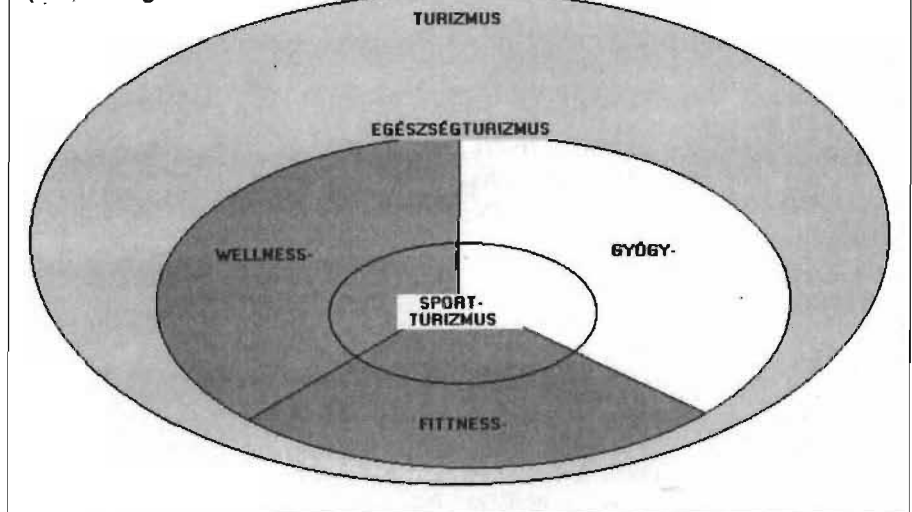 TURIZMUS
EGÉSZSÉGTURIZMUS
WELLNESS-
GYÓGY-
SPORT-
TURIZMUS
FITTNESS-